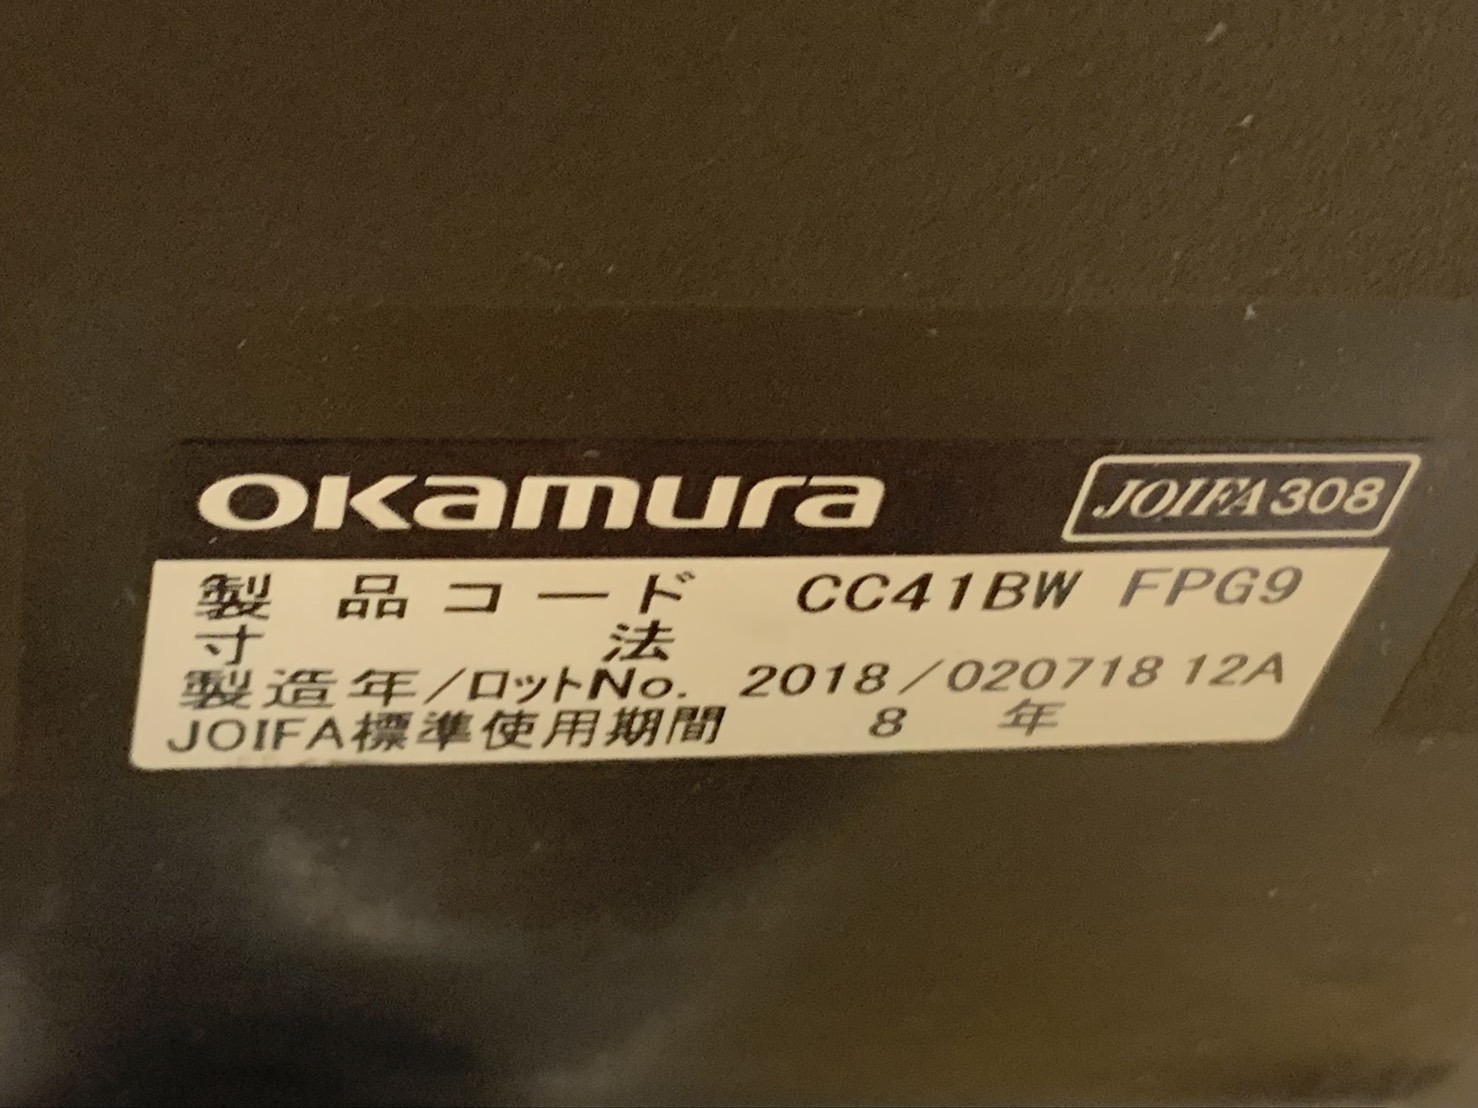 okamura JOIFA308
製品コード CC41BW FPG9
寸法
製造年/ロットNo. 2018/020718 12A
JOIFA標準使用期間 8 年